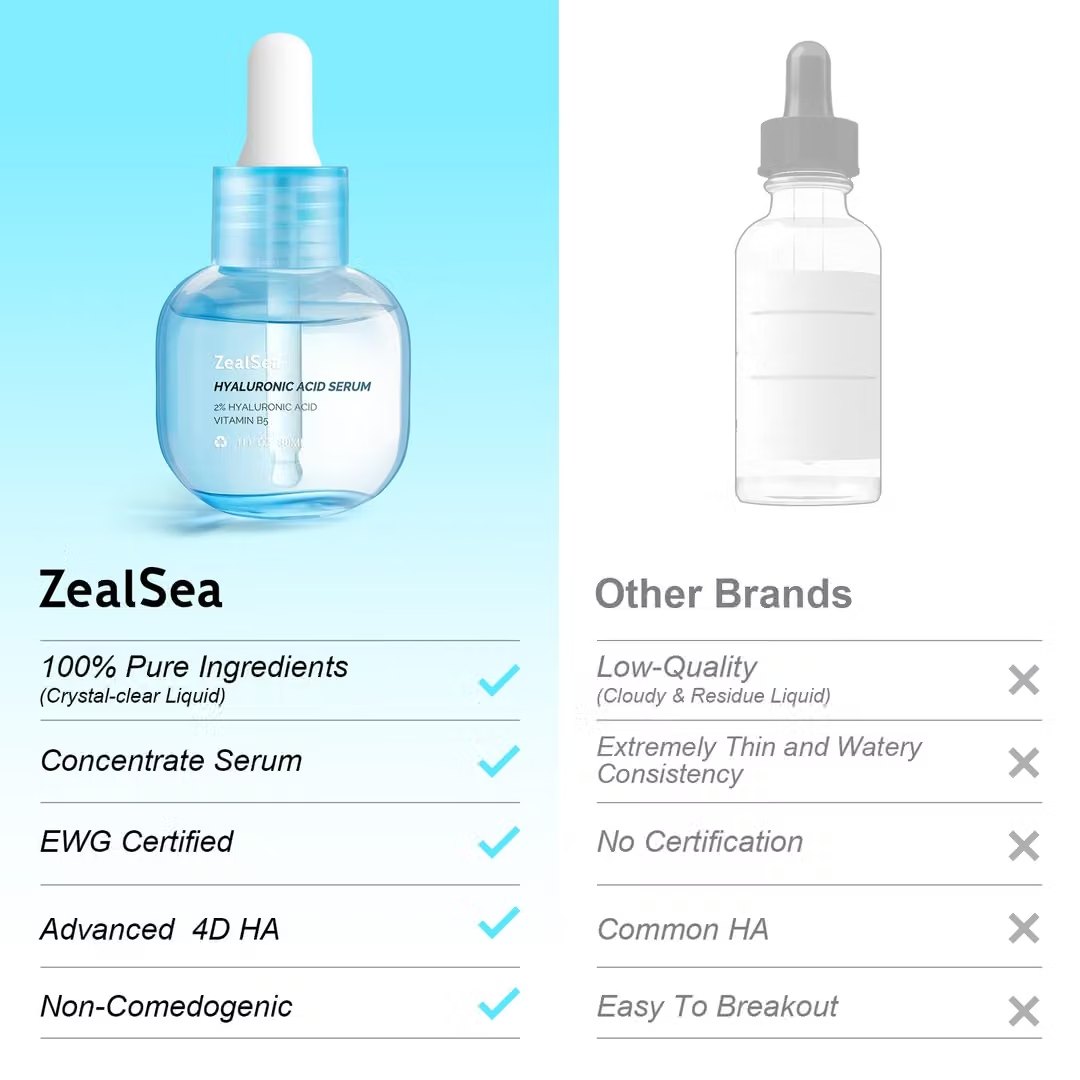 ZealSea
HYALURONIC ACID SERUM
2% HYALURONIC ACID
VITAMIN B5
ZealSea
100% Pure Ingredients
(Crystal-clear Liquid)
Concentrate Serum
EWG Certified
Advanced 4D HA
Non-Comedogenic
Other Brands
Low-Quality
(Cloudy & Residue Liquid)
Extremely Thin and Watery
Consistency
No Certification
Common HA
Easy To Breakout